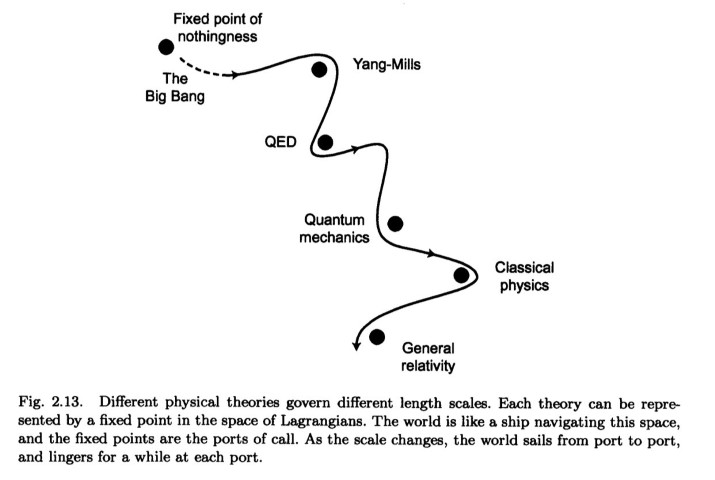 Fixed point of
nothingness
The
Big Bang
Yang-Mills
QED
Quantum
mechanics
Classical
physics
General
relativity
Fig. 2.13. Different physical theories govern different length scales. Each theory can be repre-
sented by a fixed point in the space of Lagrangians. The world is like a ship navigating this space,
and the fixed points are the ports of call. As the scale changes, the world sails from port to port,
and lingers for a while at each port.